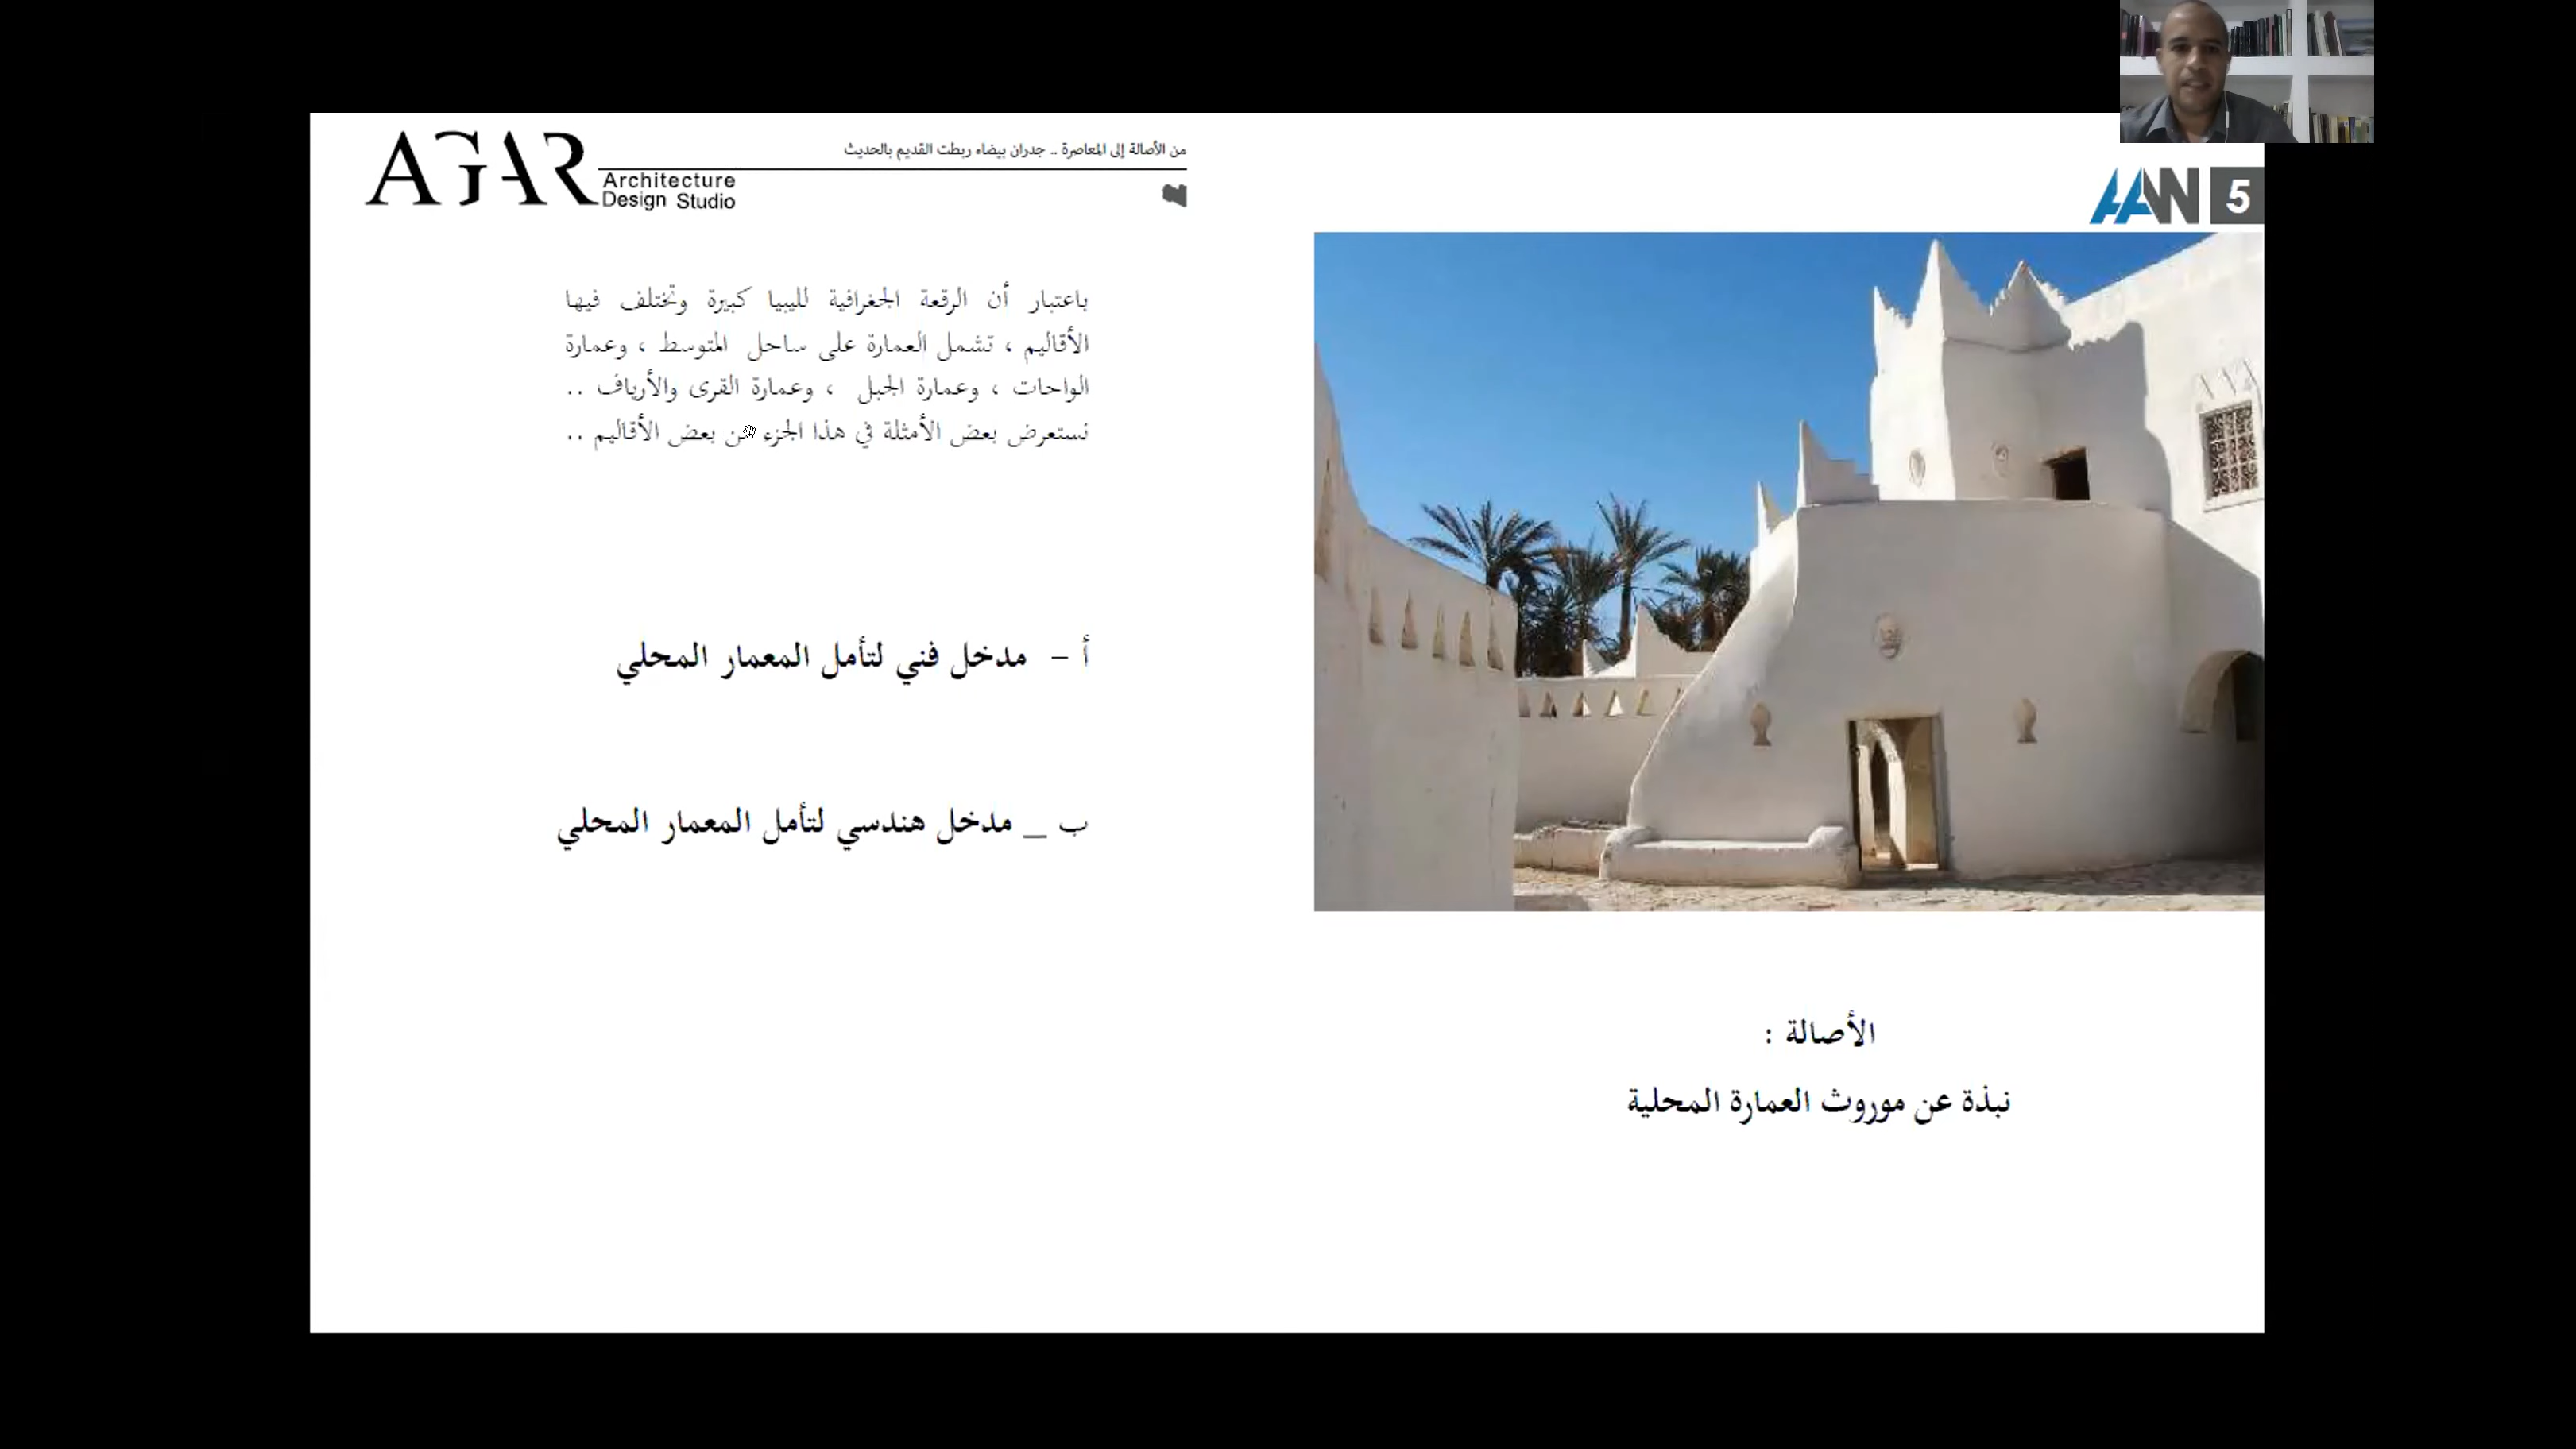 AGAR
Architecture
Design Studio
من الأصالة إلى المعاصرة .. جدران بيضاء ربطت القديم بالحديث
AAN 5
باعتبار أن الرقعة الجغرافية لليبيا كبيرة وتختلف فيها
الأقاليم ، تشمل العمارة على ساحل المتوسط ، وعمارة
الواحات ، وعمارة الجبل ، وعمارة القرى والأرياف ..
نستعرض بعض الأمثلة في هذا الجزء عن بعض الأقاليم ..
أ - مدخل فني لتأمل المعمار المحلي
ب _ مدخل هندسي لتأمل المعمار المحلي
الأصالة :
نبذة عن موروث العمارة المحلية